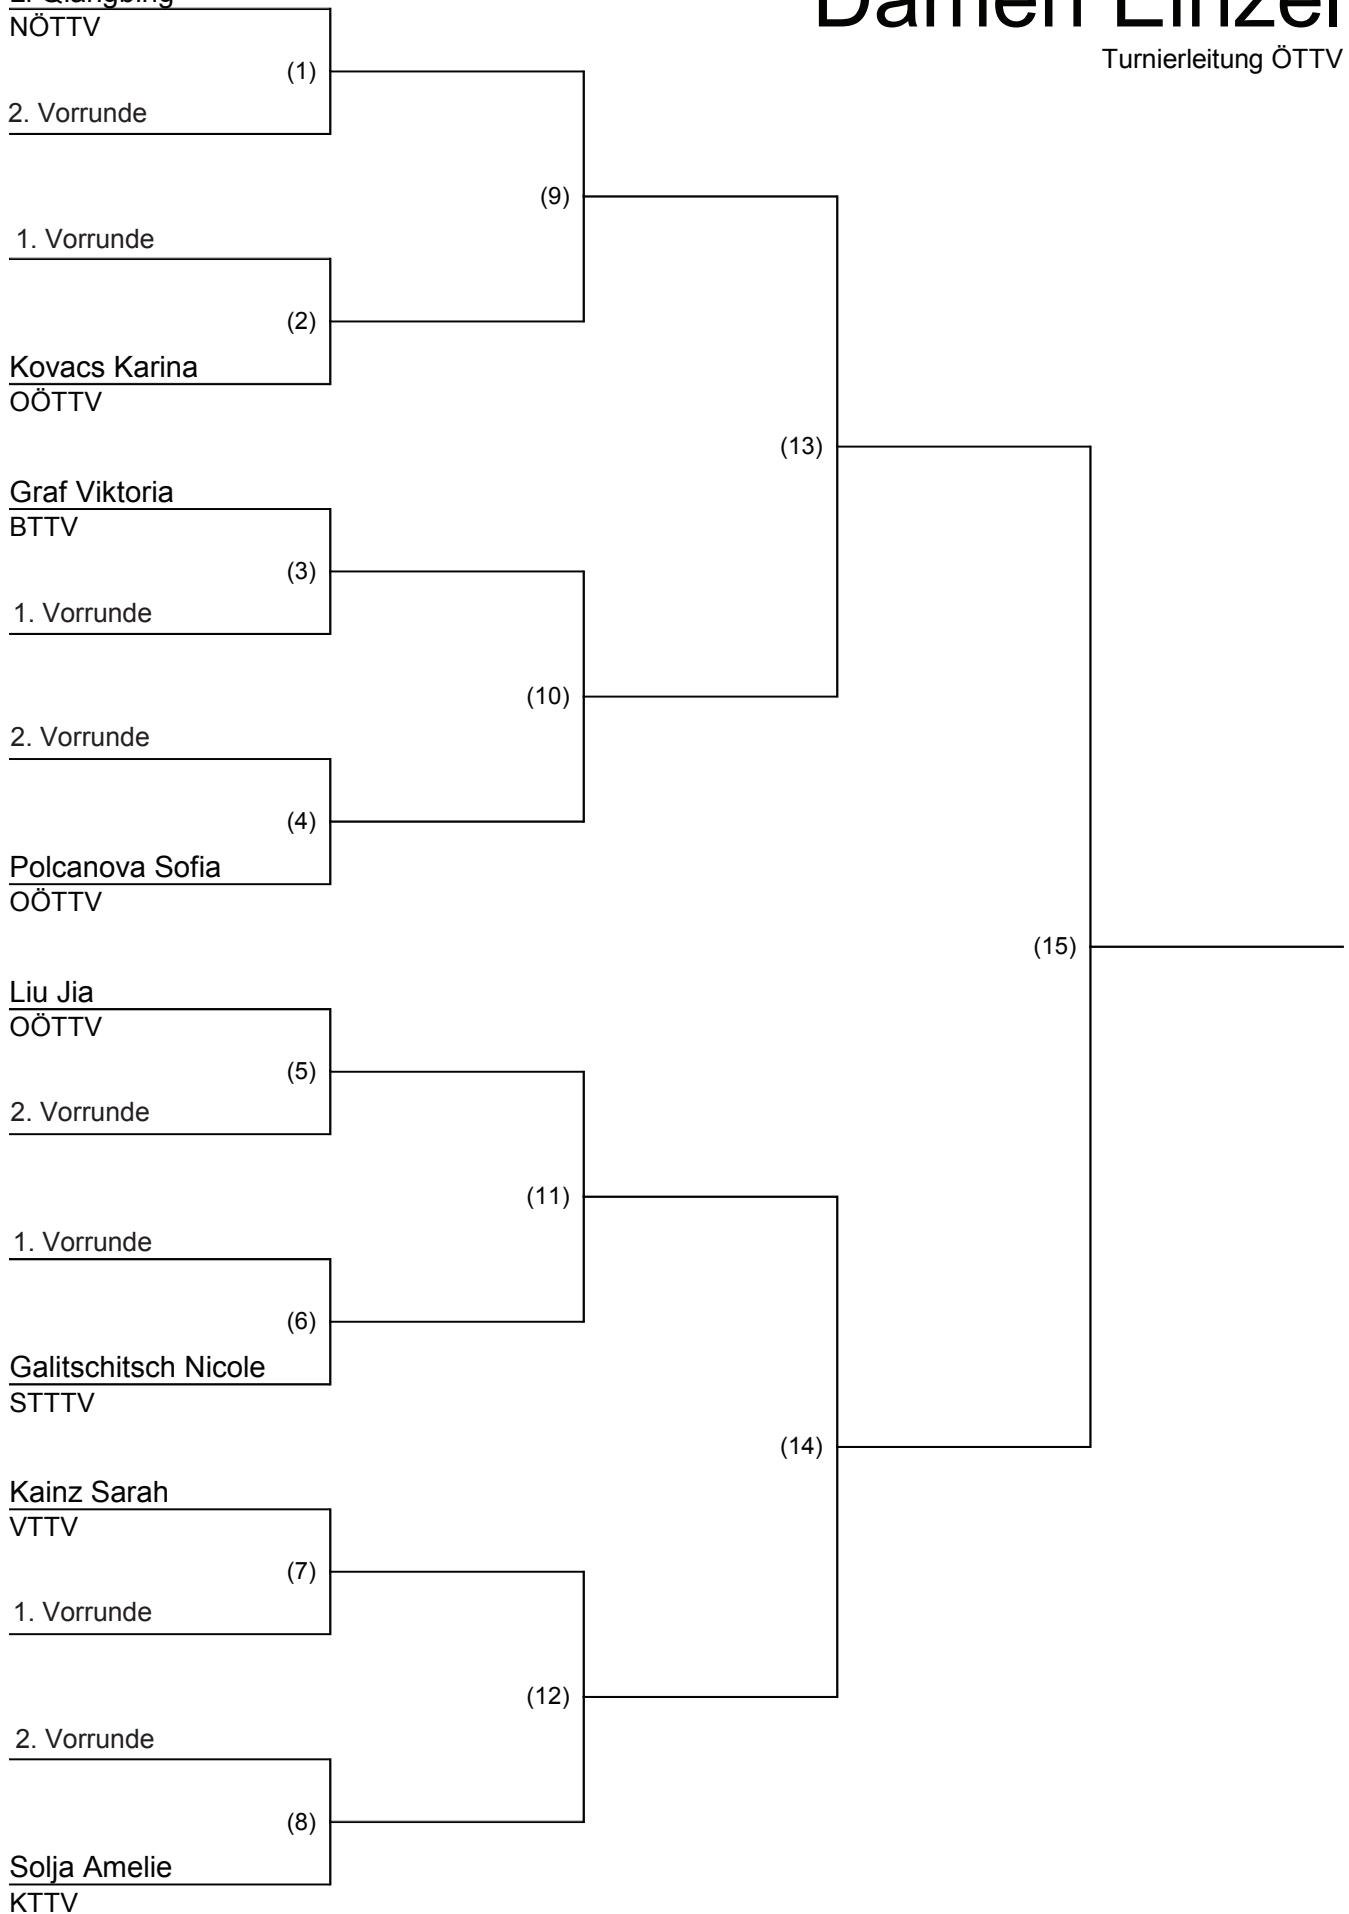 Damen Einzel
Turnierleitung ÖTTV
Qiangbing
NÖTTV
(1)
2. Vorrunde
(9)
1. Vorrunde
(2)
Kovacs Karina
OÖTTV
(13)
Graf Viktoria
BTTV
(3)
1. Vorrunde
(10)
2. Vorrunde
(4)
Polcanova Sofia
OÖTTV
(15)
Liu Jia
OÖTTV
(5)
2. Vorrunde
(11)
1. Vorrunde
(6)
Galitschitsch Nicole
STTTV
(14)
Kainz Sarah
VTTV
(7)
1. Vorrunde
(12)
2. Vorrunde
(8)
Solja Amelie
KTTV